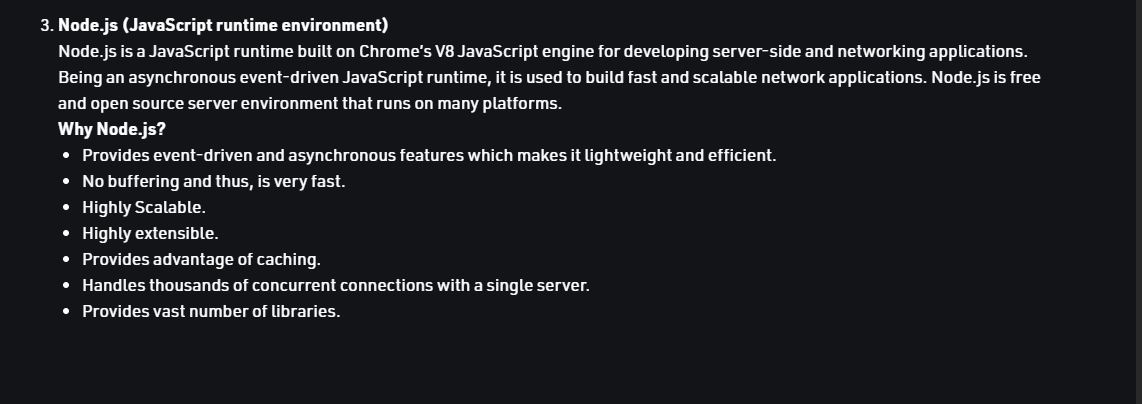 3. Node.js (JavaScript runtime environment)
Node.js is a JavaScript runtime built on Chrome's V8 JavaScript engine for developing server-side and networking applications.
Being an asynchronous event-driven JavaScript runtime, it is used to build fast and scalable network applications. Node.js is free
and open source server environment that runs on many platforms.
Why Node.js?
• Provides event-driven and asynchronous features which makes it lightweight and efficient.
• No buffering and thus, is very fast.
• Highly Scalable.
• Highly extensible.
• Provides advantage of caching.
• Handles thousands of concurrent connections with a single server.
• Provides vast number of libraries.